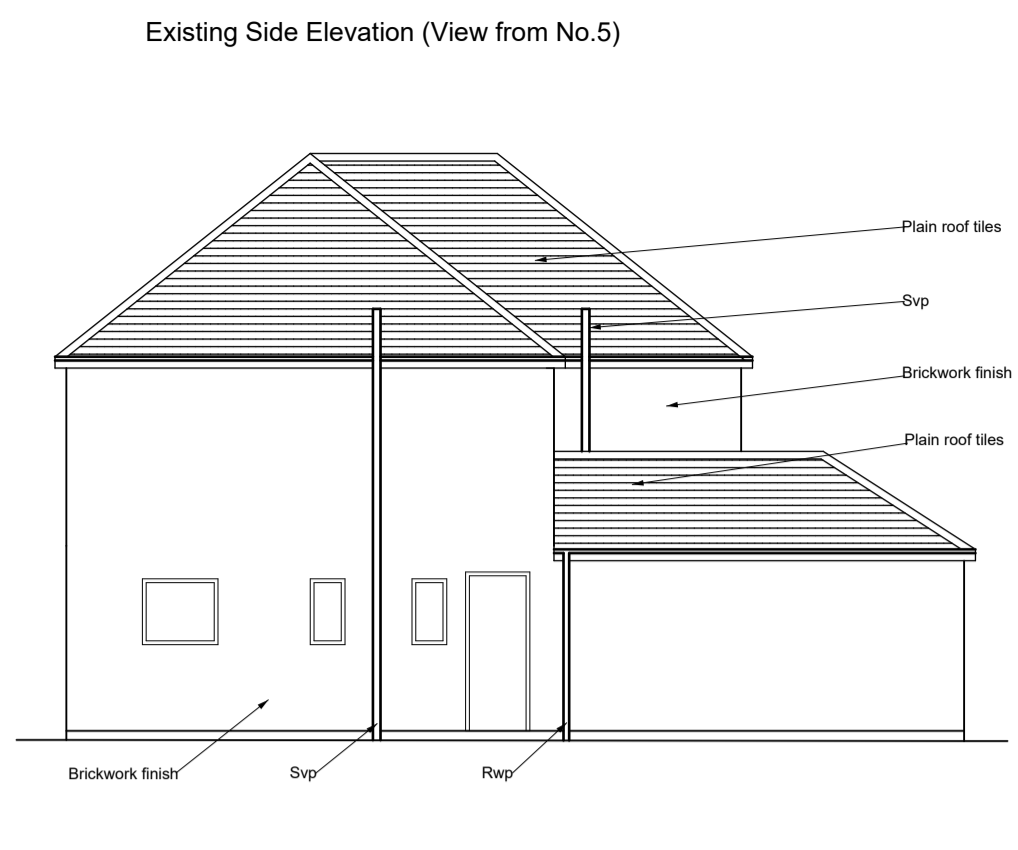 Existing Side Elevation (View from No.5)
Plain roof tiles
Svp
Brickwork finish
Plain roof tiles
Brickwork finish
Svp
Rwp